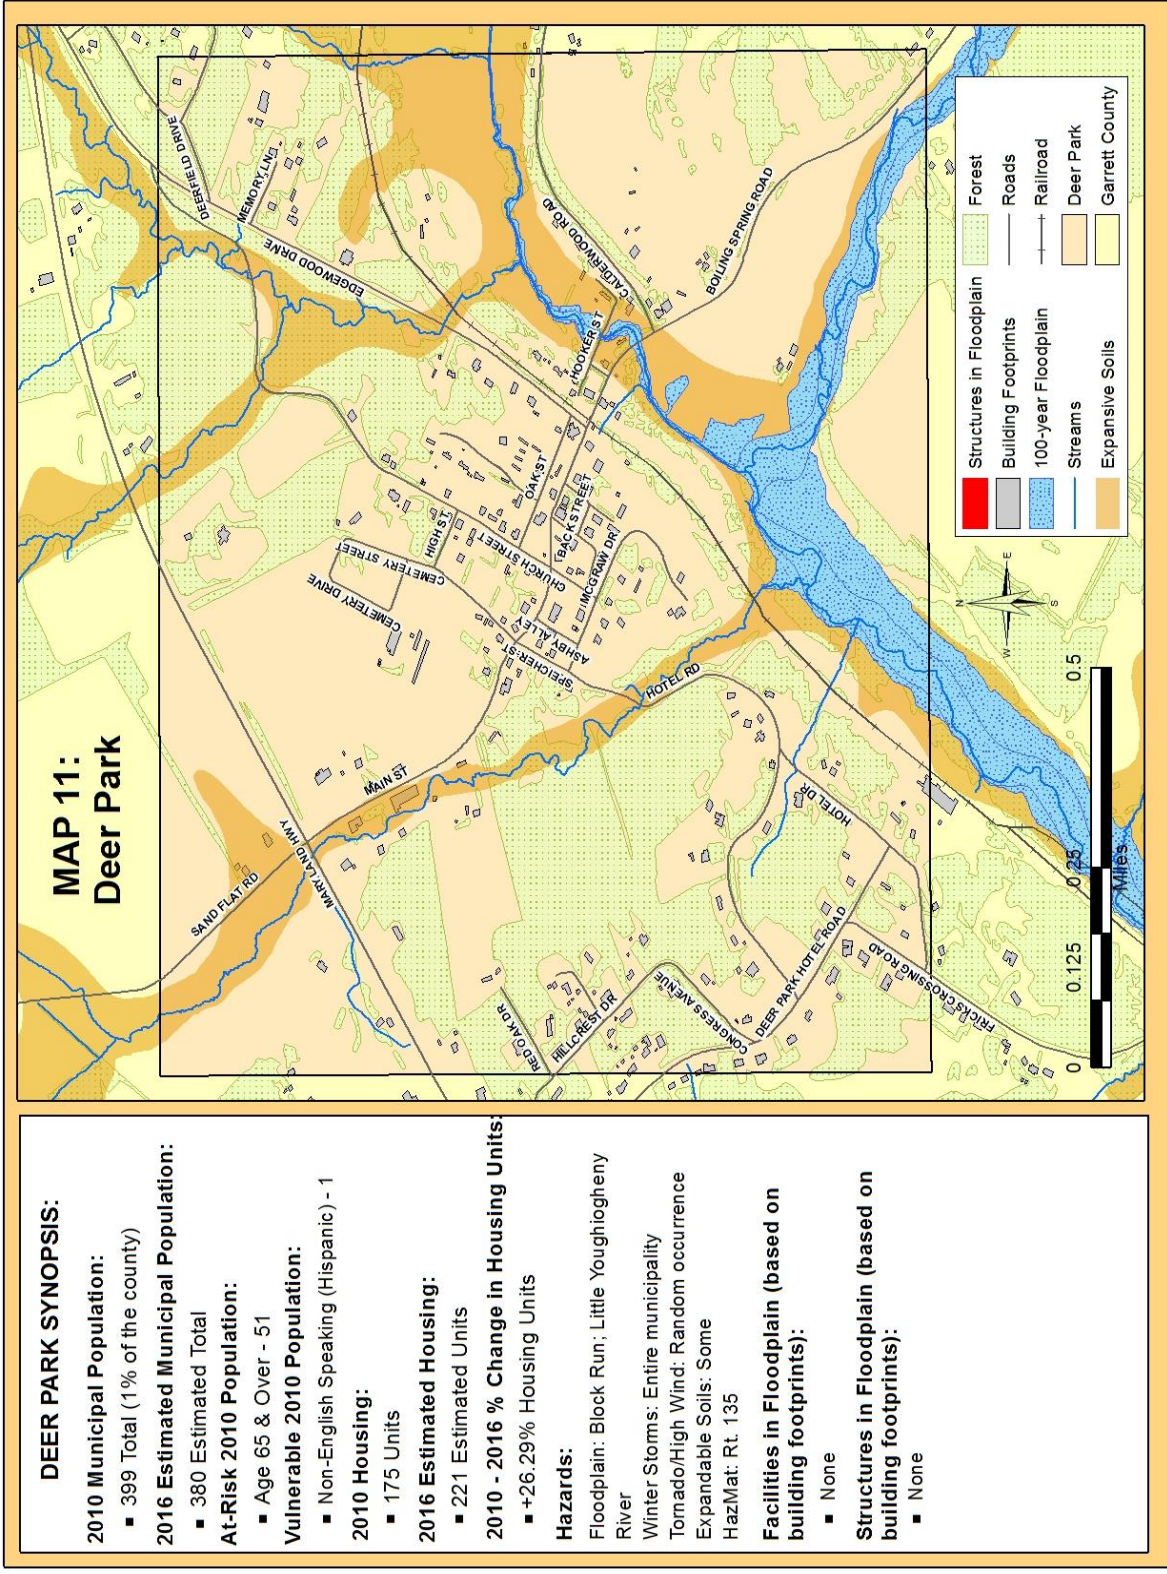 DEER PARK SYNOPSIS:
2010 Municipal Population:
▪ 399 Total (1% of the county)
2016 Estimated Municipal Population:
▪ 380 Estimated Total
At-Risk 2010 Population:
▪ Age 65 & Over - 51
Vulnerable 2010 Population:
▪ Non-English Speaking (Hispanic) - 1
2010 Housing:
▪ 175 Units
2016 Estimated Housing:
▪ 221 Estimated Units
2010 - 2016 % Change in Housing Units:
▪ +26.29% Housing Units
Hazards:
Floodplain: Block Run; Little Youghiogheny
River
Winter Storms: Entire municipality
Tornado/High Wind: Random occurrence
Expandable Soils: Some
HazMat: Rt. 135
Facilities in Floodplain (based on
building footprints):
▪ None
Structures in Floodplain (based on
building footprints):
▪ None
MAP 11:
Deer Park
SAND FLAT RD
MARYLAND HWY
MAIN ST
CEMETERY DRIVE
CEMETERY STREET
HIGH ST
CHURCH STREET
SPEICHER ST
ASHBY ALLEY
MCGRAW DR
BACK STREET
OAK ST
HOOKER ST
CALDERWOOD ROAD
BOILING SPRING ROAD
EDGEWOOD DRIVE
MEMORY LN
DEERFIELD DRIVE
HOTEL RD
HOTEL DR
DEER PARK HOTEL ROAD
FRICKS CROSSING ROAD
CONGRESS AVENUE
HILLCREST DR
RED OAK DR
N
W
E
S
0
0.125
0.25
0.5
Miles
Structures in Floodplain
Building Footprints
100-year Floodplain
Streams
Expansive Soils
Forest
Roads
Railroad
Deer Park
Garrett County